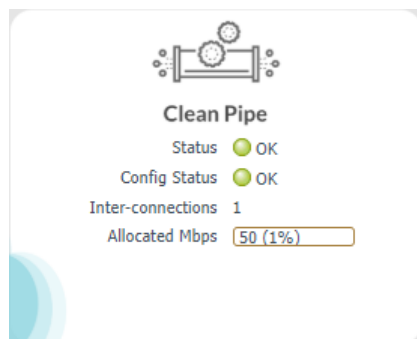 Clean Pipe
Status OK
Config Status OK
Inter-connections 1
Allocated Mbps 50 (1%)